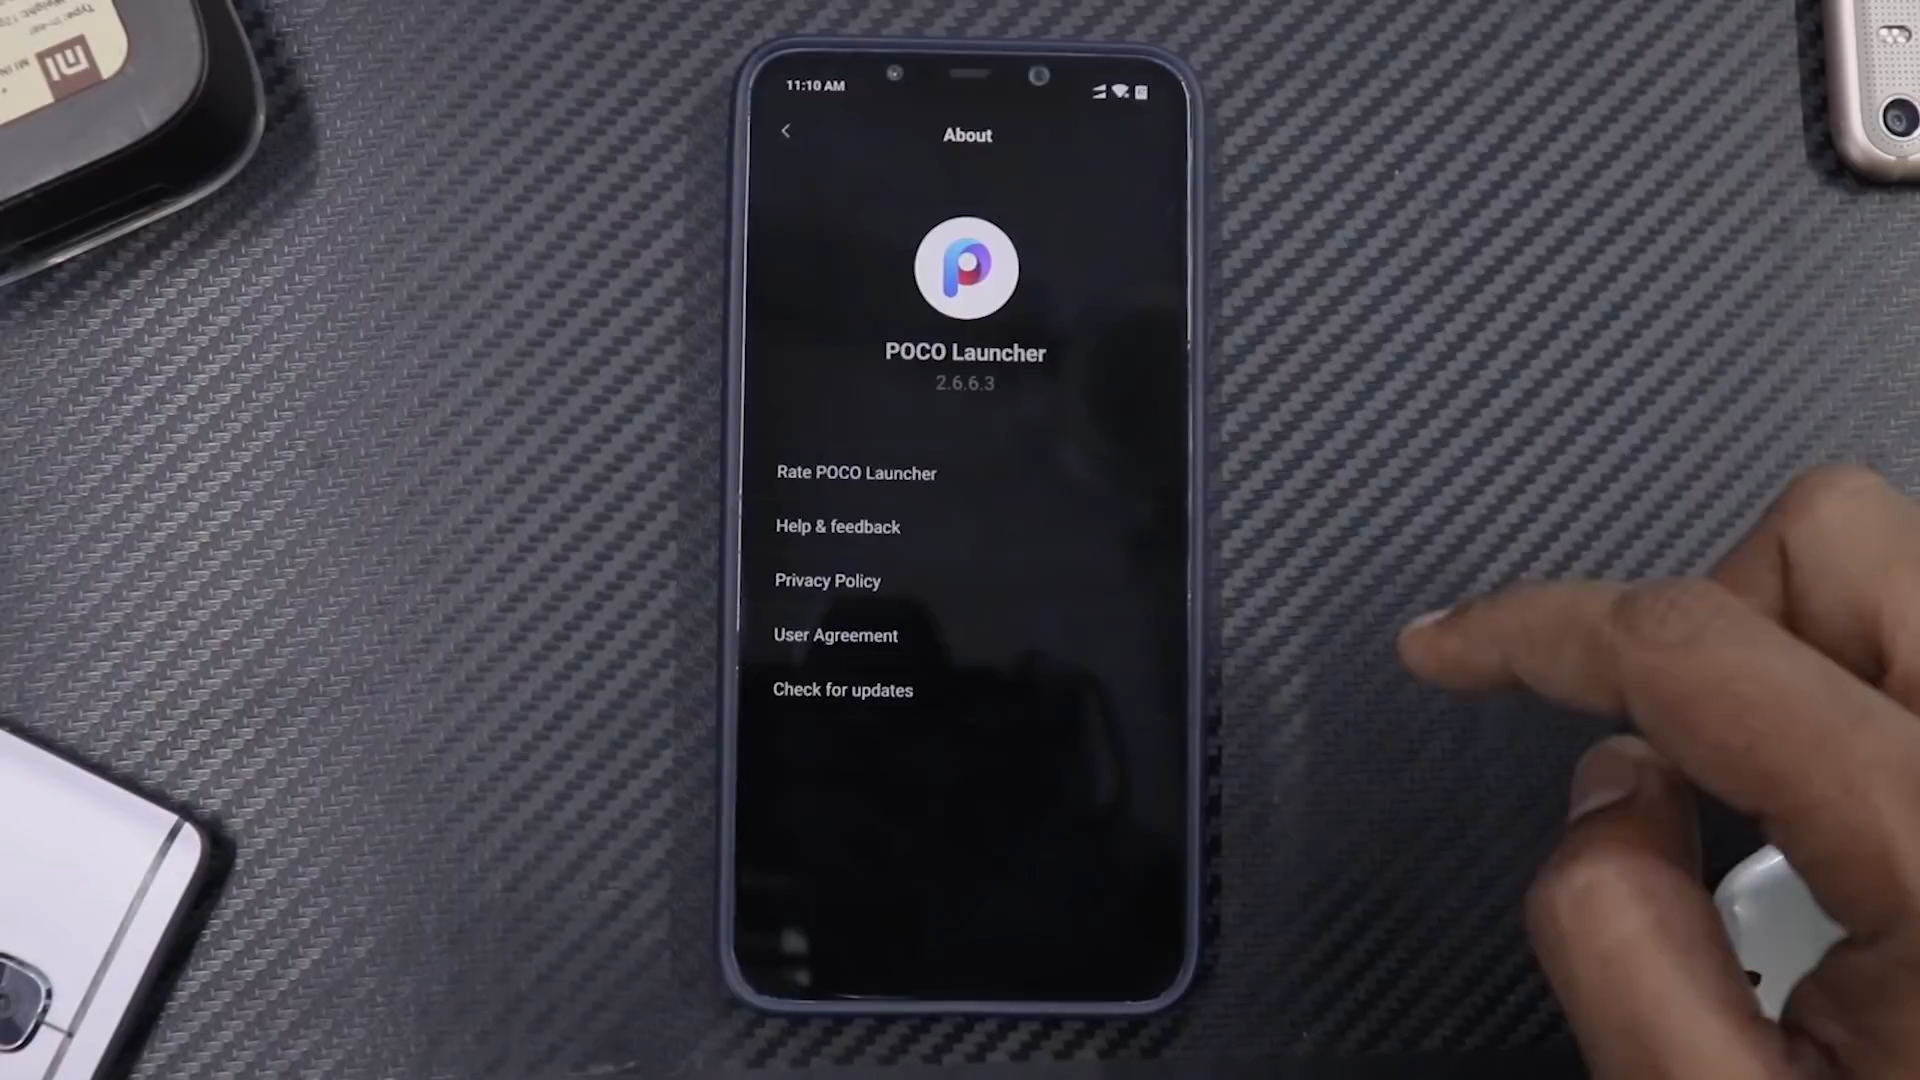 11:10 AM
About
POCO Launcher
2.6.6.3
Rate POCO Launcher
Help & feedback
Privacy Policy
User Agreement
Check for updates